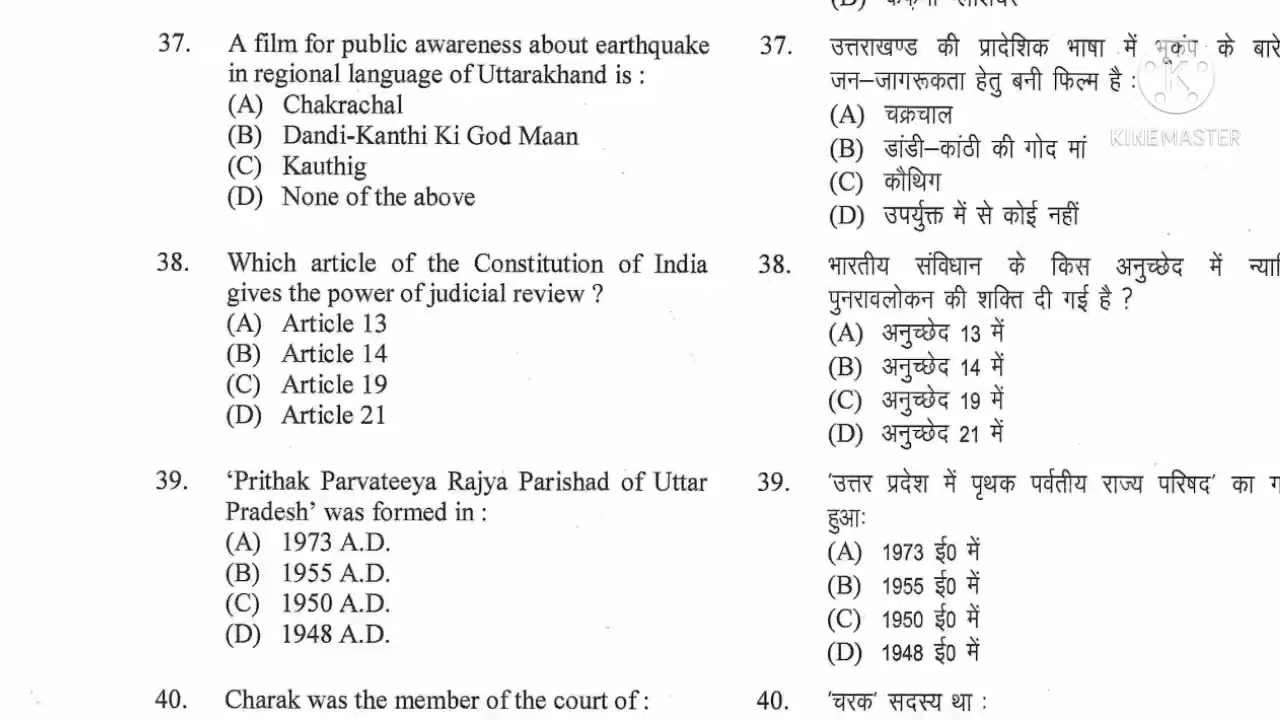 37. A film for public awareness about earthquake
in regional language of Uttarakhand is :
(A) Chakrachal
(B) Dandi-Kanthi Ki God Maan
(C) Kauthig
(D) None of the above
38. Which article of the Constitution of India
gives the power of judicial review ?
(A) Article 13
(B) Article 14
(C) Article 19
(D) Article 21
39. ‘Prithak Parvateeya Rajya Parishad of Uttar
Pradesh’ was formed in :
(A) 1973 A.D.
(B) 1955 A.D.
(C) 1950 A.D.
(D) 1948 A.D.
40. Charak was the member of the court of :
37. उत्तराखण्ड की प्रादेशिक भाषा में भूकंप के बारे
जन–जागरूकता हेतु बनी फिल्म है :
(A) चक्रचाल
(B) डांडी–कांठी की गोद मां
(C) कौथिग
(D) उपर्युक्त में से कोई नहीं
38. भारतीय संविधान के किस अनुच्छेद में
पुनरावलोकन की शक्ति दी गई है ?
(A) अनुच्छेद 13 में
(B) अनुच्छेद 14 में
(C) अनुच्छेद 19 में
(D) अनुच्छेद 21 में
39. ‘उत्तर प्रदेश में पृथक पर्वतीय राज्य परिषद’ का
हुआः
(A) 1973 ई0 में
(B) 1955 ई0 में
(C) 1950 ई0 में
(D) 1948 ई0 में
40. ‘चरक’ सदस्य था :
KINEMASTER